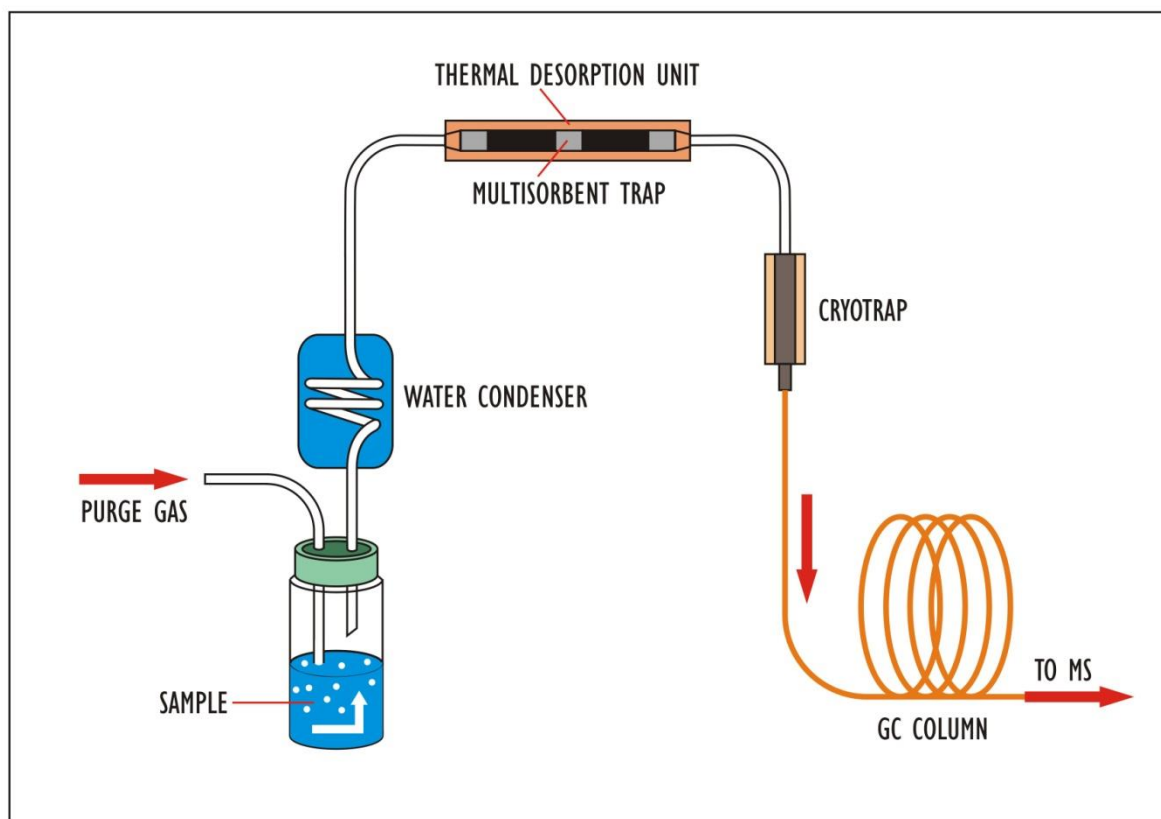 THERMAL DESORPTION UNIT
MULTISORBENT TRAP
CRYOTRAP
WATER CONDENSER
PURGE GAS
SAMPLE
TO MS
GC COLUMN